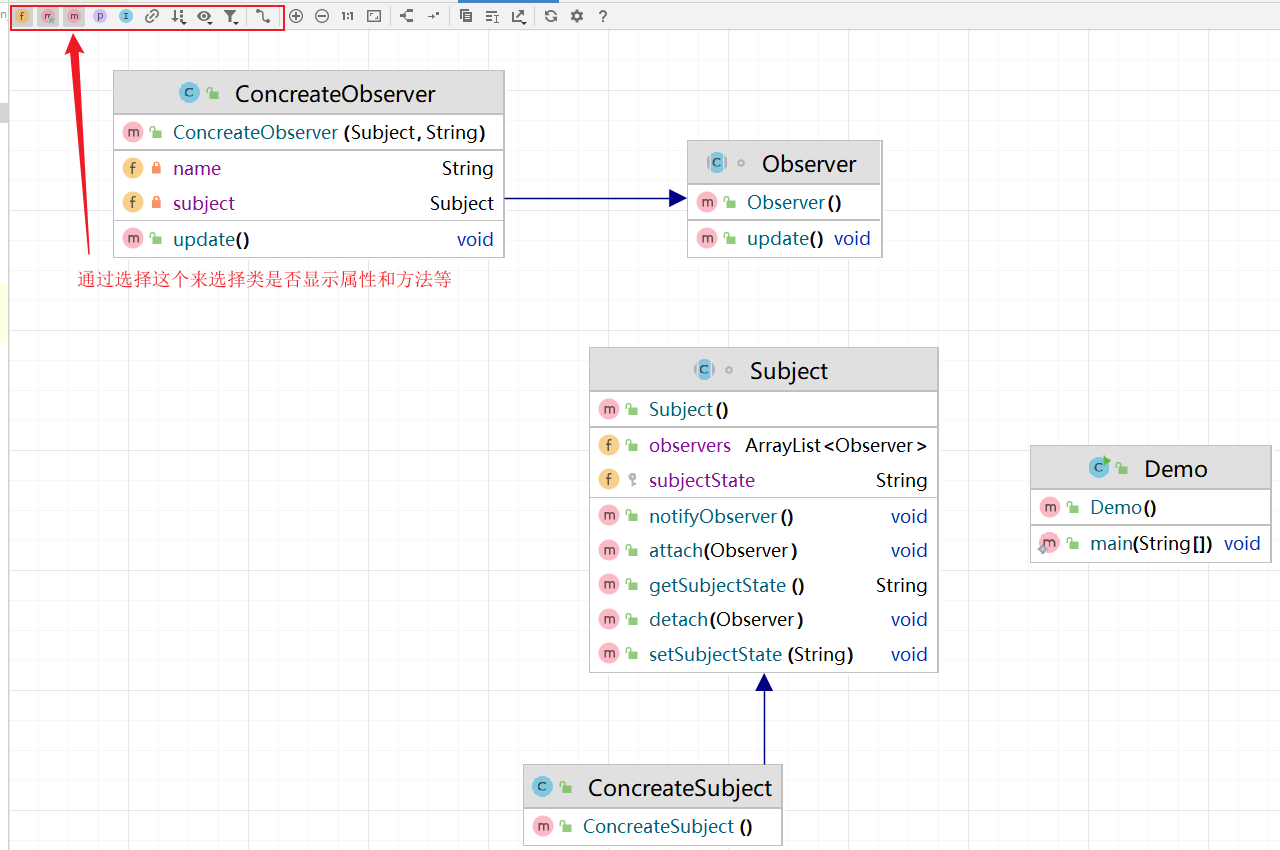 f m m p I 1:1 ?
C ConcreateObserver
m ConcreateObserver (Subject, String)
f name String
f subject Subject
m update() void
通过选择这个来选择类是否显示属性和方法等
C Observer
m Observer()
m update() void
C Subject
m Subject()
f observers ArrayList<Observer>
f subjectState String
m notifyObserver() void
m attach(Observer) void
m getSubjectState() String
m detach(Observer) void
m setSubjectState(String) void
C Demo
m Demo()
m main(String[]) void
C ConcreateSubject
m ConcreateSubject()